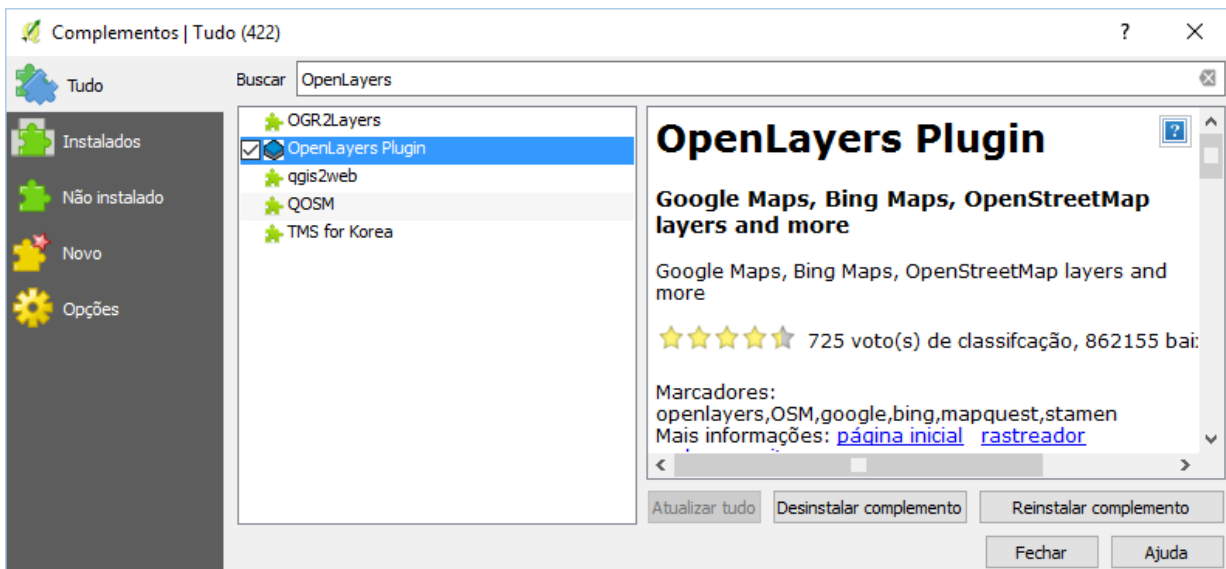 Complementos | Tudo (422)
?
Tudo
Instalados
Não instalado
Novo
Opções
Buscar OpenLayers
OGR2Layers
OpenLayers Plugin
qgis2web
QOSM
TMS for Korea
OpenLayers Plugin
?
Google Maps, Bing Maps, OpenStreetMap
layers and more
Google Maps, Bing Maps, OpenStreetMap layers and
more
725 voto(s) de classifcação, 862155 bai
Marcadores:
openlayers,OSM,google,bing,mapquest,stamen
Mais informações: página inicial rastreador
Atualizar tudo Desinstalar complemento Reinstalar complemento
Fechar Ajuda